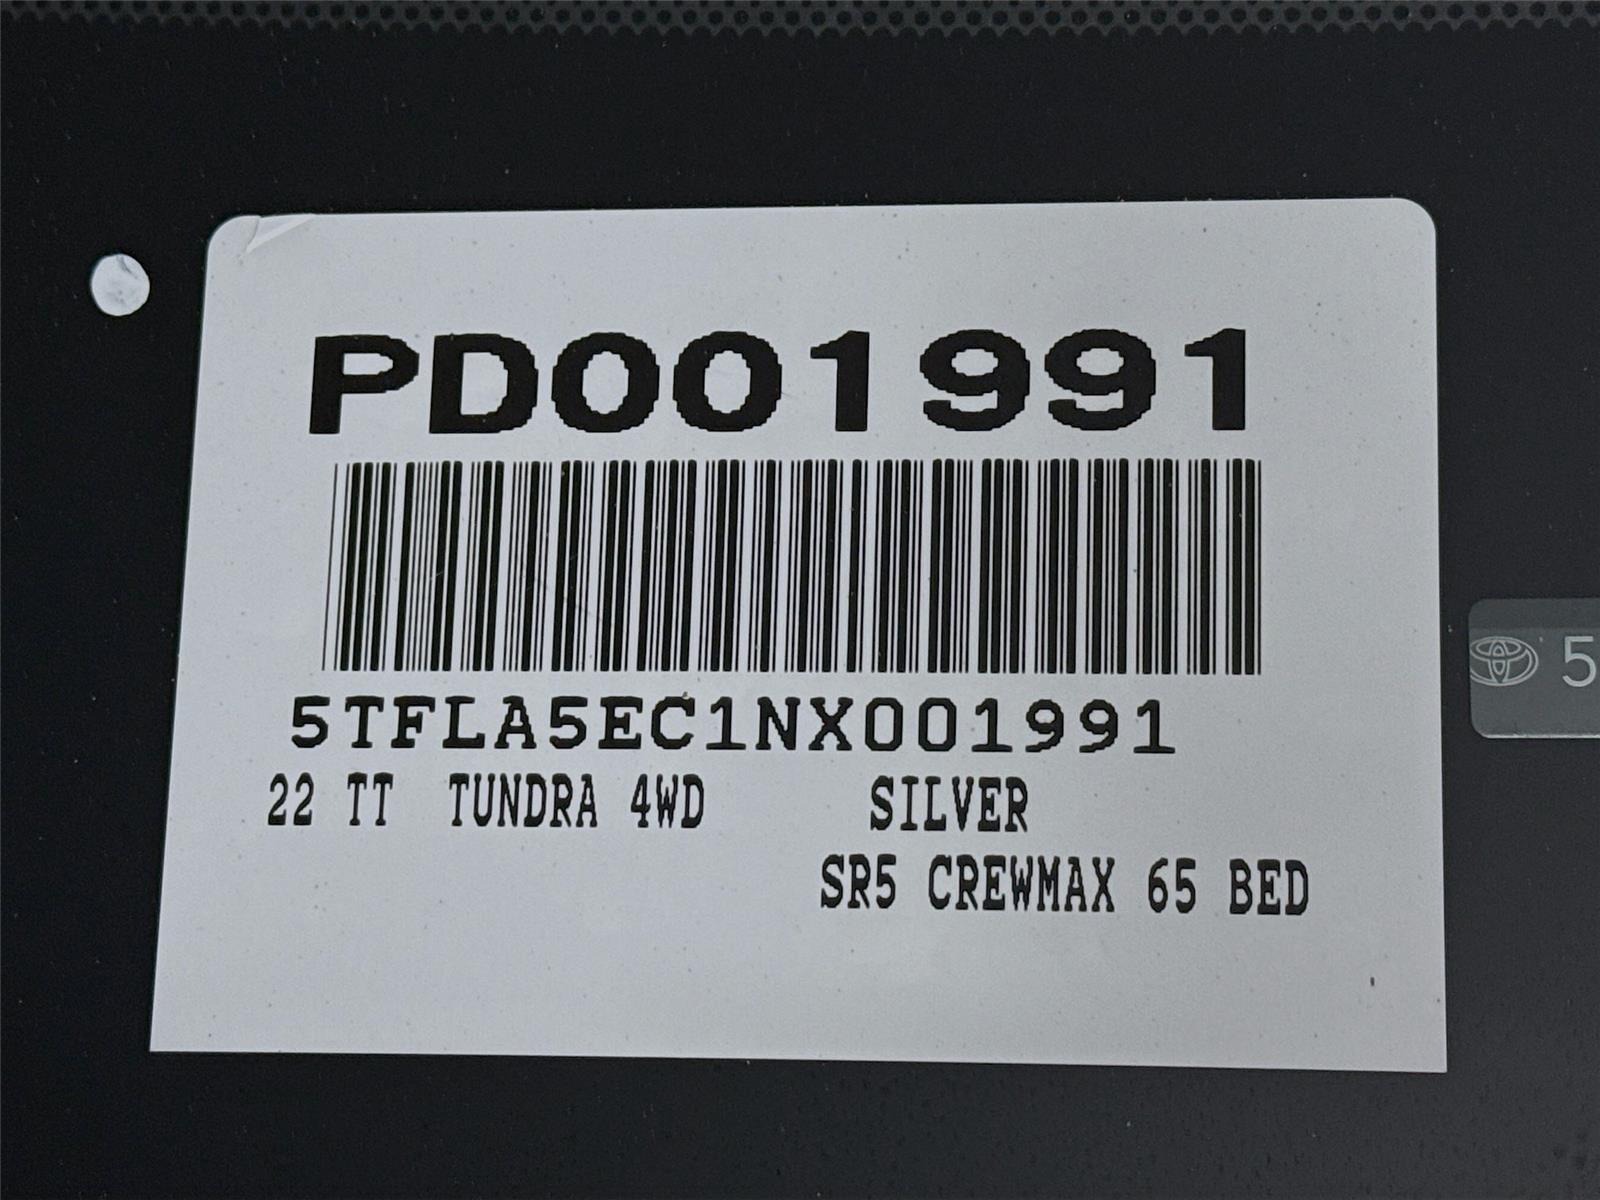 PD001991
5TFLA5EC1NX001991
22 TT TUNDRA 4WD SILVER
SR5 CREWMAX 65 BED
5